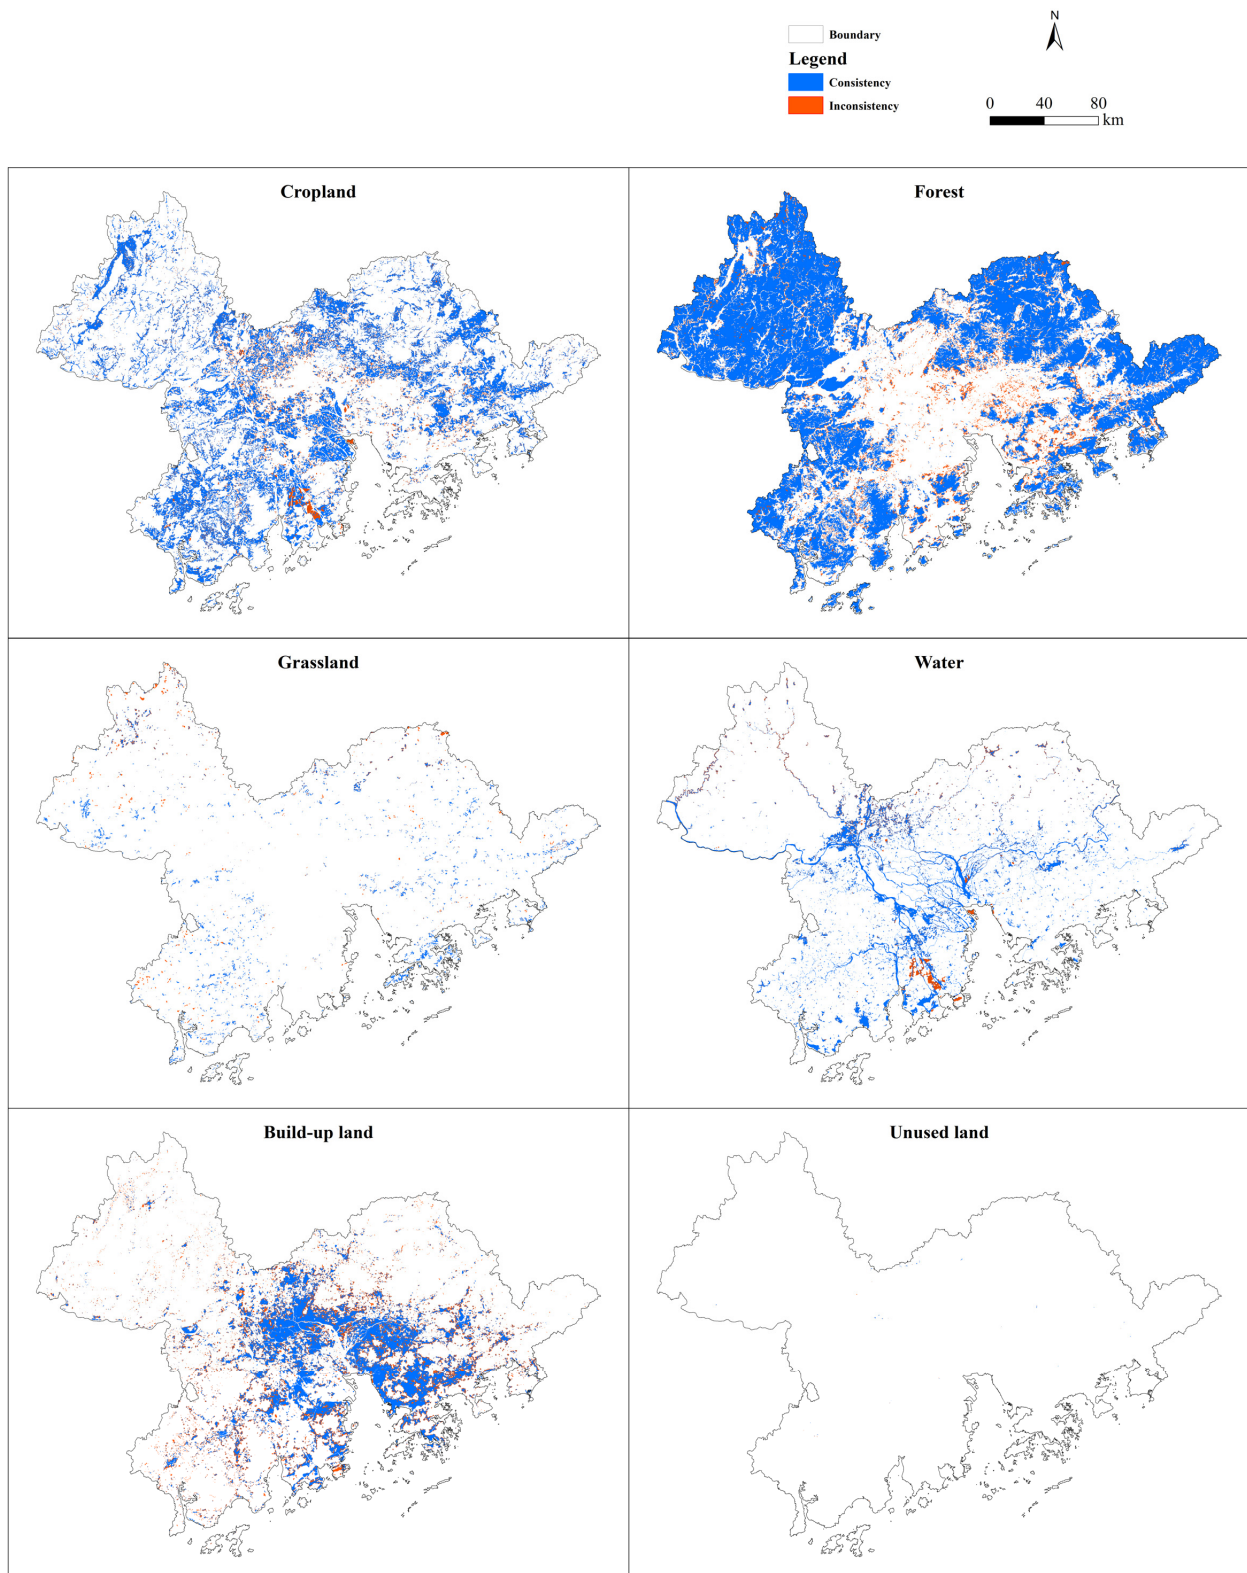 N
Boundary
Legend
Consistency
Inconsistency
0 40 80
km
Cropland
Forest
Grassland
Water
Build-up land
Unused land